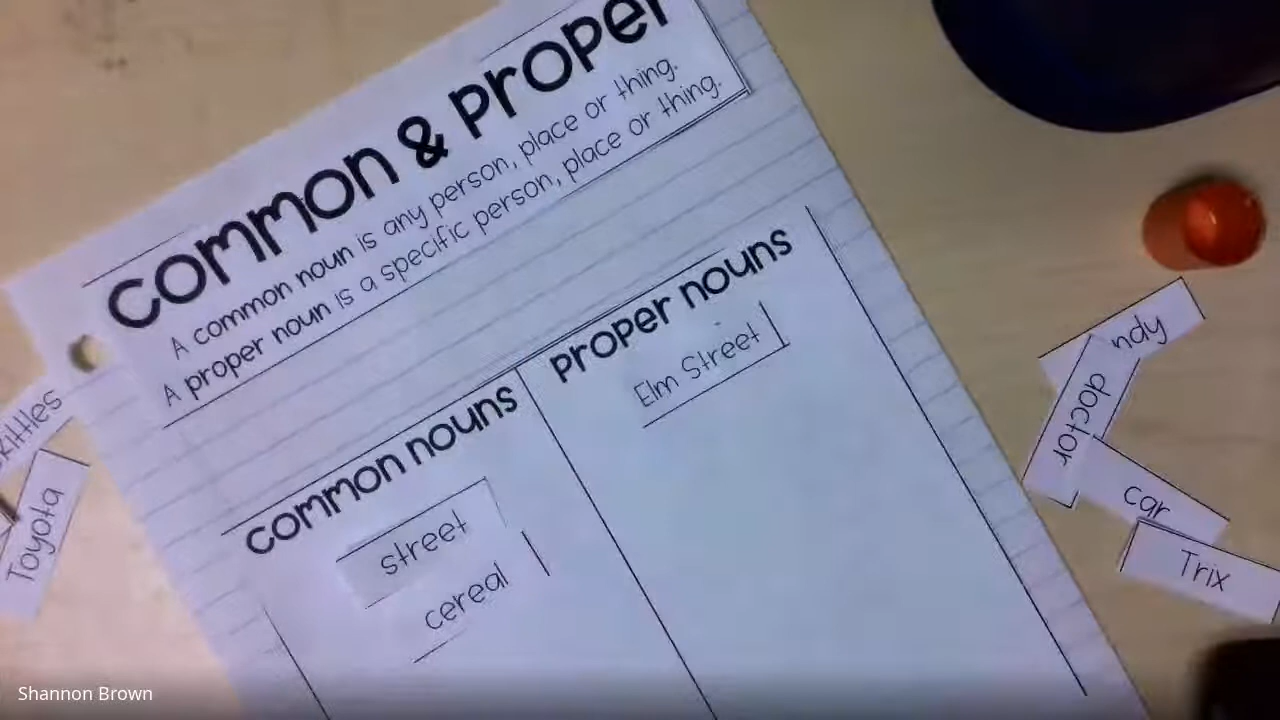 common & proper
A common noun is any person, place or thing.
A proper noun is a specific person, place or thing.
common nouns
proper nouns
street
cereal
Elm Street
kittles
Toyota
ndy
doctor
car
Trix
Shannon Brown